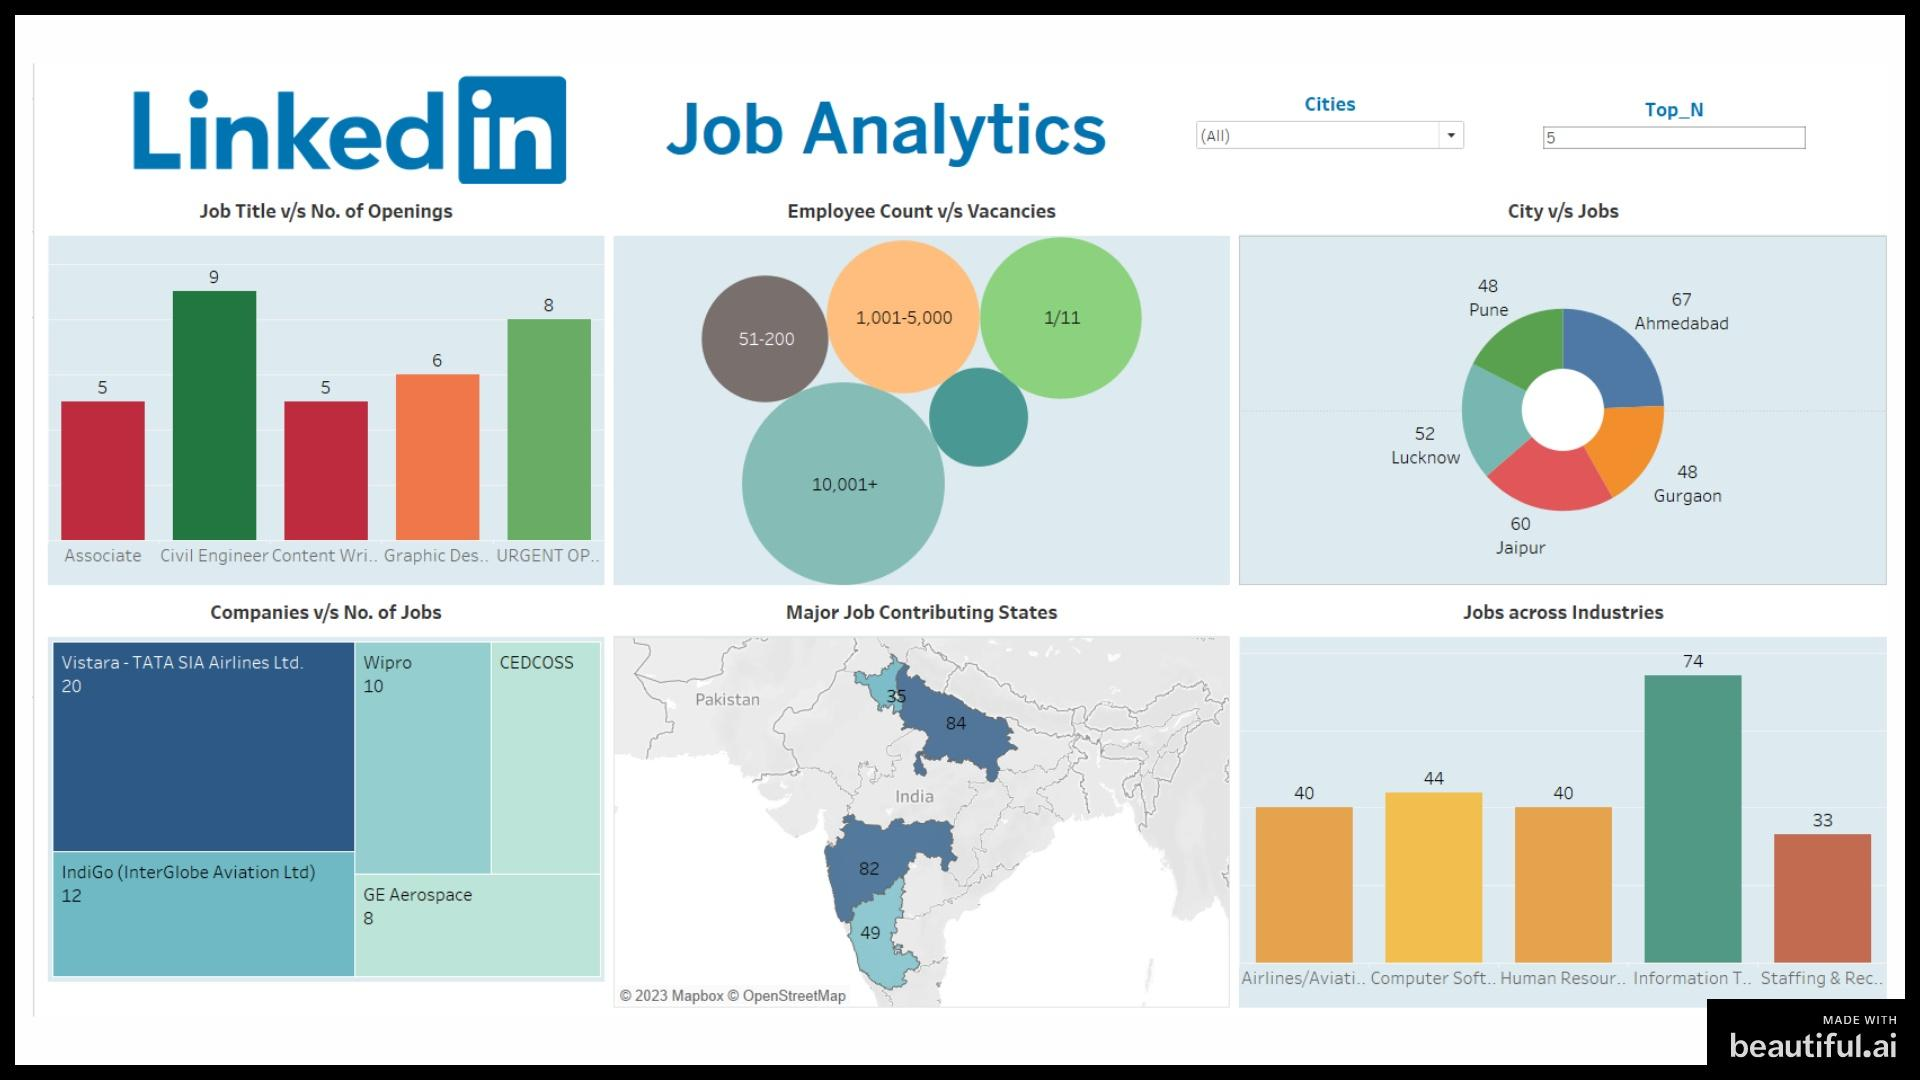 Linked in
Job Analytics
Cities
(All)
Top_N
5
Job Title v/s No. of Openings
9
8
6
5
5
Associate
Civil Engineer
Content Wri..
Graphic Des..
URGENT OP..
Employee Count v/s Vacancies
51-200
1,001-5,000
1/11
10,001+
City v/s Jobs
48
Pune
67
Ahmedabad
52
Lucknow
48
Gurgaon
60
Jaipur
Companies v/s No. of Jobs
Vistara - TATA SIA Airlines Ltd.
20
Wipro
10
CEDCOSS
IndiGo (InterGlobe Aviation Ltd)
12
GE Aerospace
8
Major Job Contributing States
Pakistan
35
84
India
82
49
© 2023 Mapbox © OpenStreetMap
Jobs across Industries
74
40
44
40
33
Airlines/Aviati..
Computer Soft..
Human Resour..
Information T..
Staffing & Rec..
MADE WITH
beautiful.ai